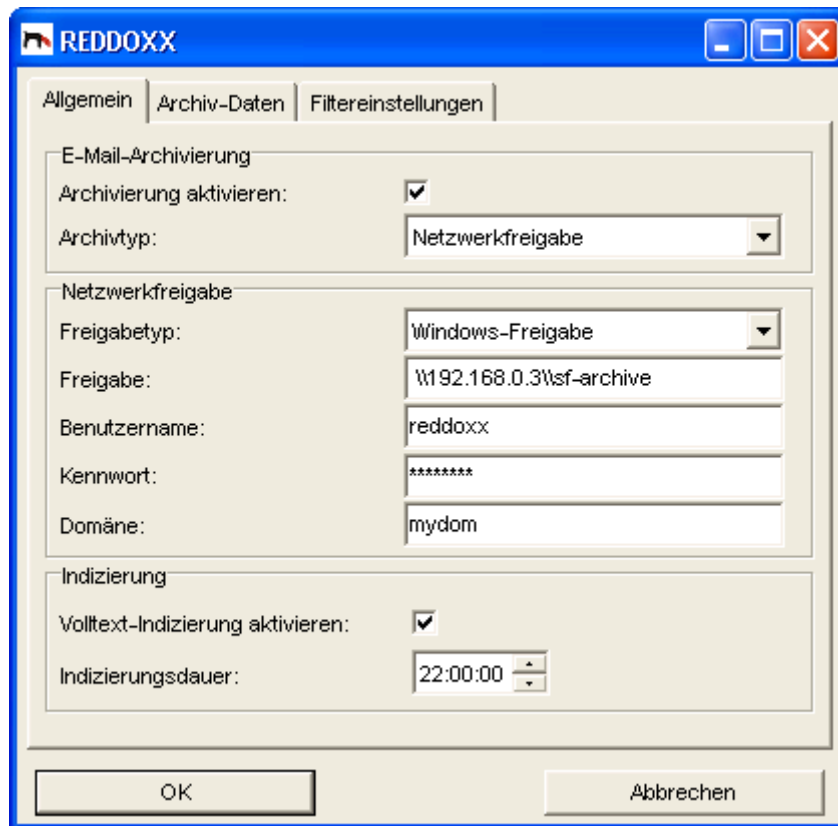 REDDOXX
Allgemein Archiv-Daten Filtereinstellungen
E-Mail-Archivierung
Archivierung aktivieren:
Archivtyp: Netzwerkfreigabe
Netzwerkfreigabe
Freigabetyp: Windows-Freigabe
Freigabe: \\192.168.0.3\\sf-archive
Benutzername: reddoxx
Kennwort: ********
Domäne: mydom
Indizierung
Volltext-Indizierung aktivieren:
Indizierungsdauer: 22:00:00
OK Abbrechen